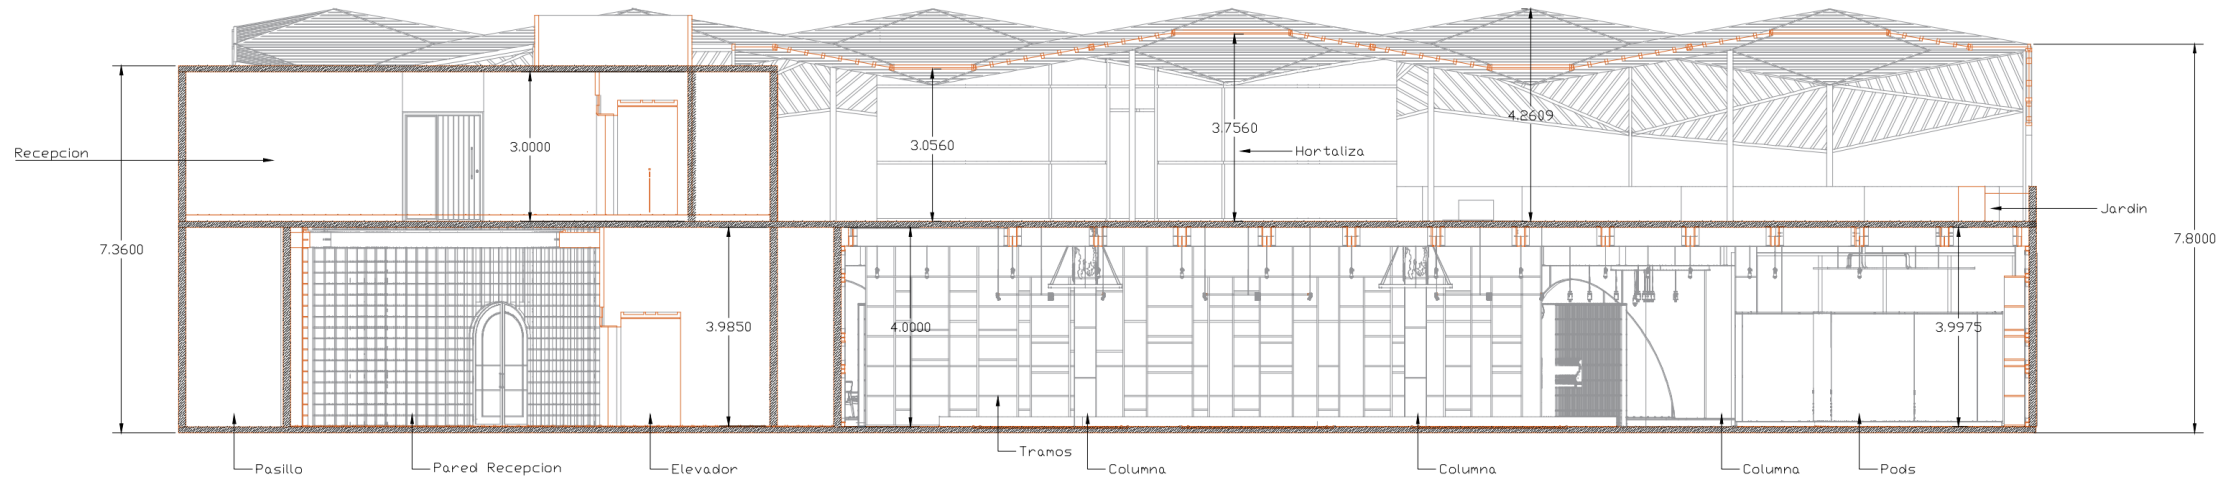 4.2609
3.7560
3.0560
3.0000
Recepcion
Hortaliza
Jardin
7.3600
7.8000
3.9850
4.0000
3.9975
Tramos
Pasillo
Pared Recepcion
Elevador
Columna
Columna
Columna
Pods